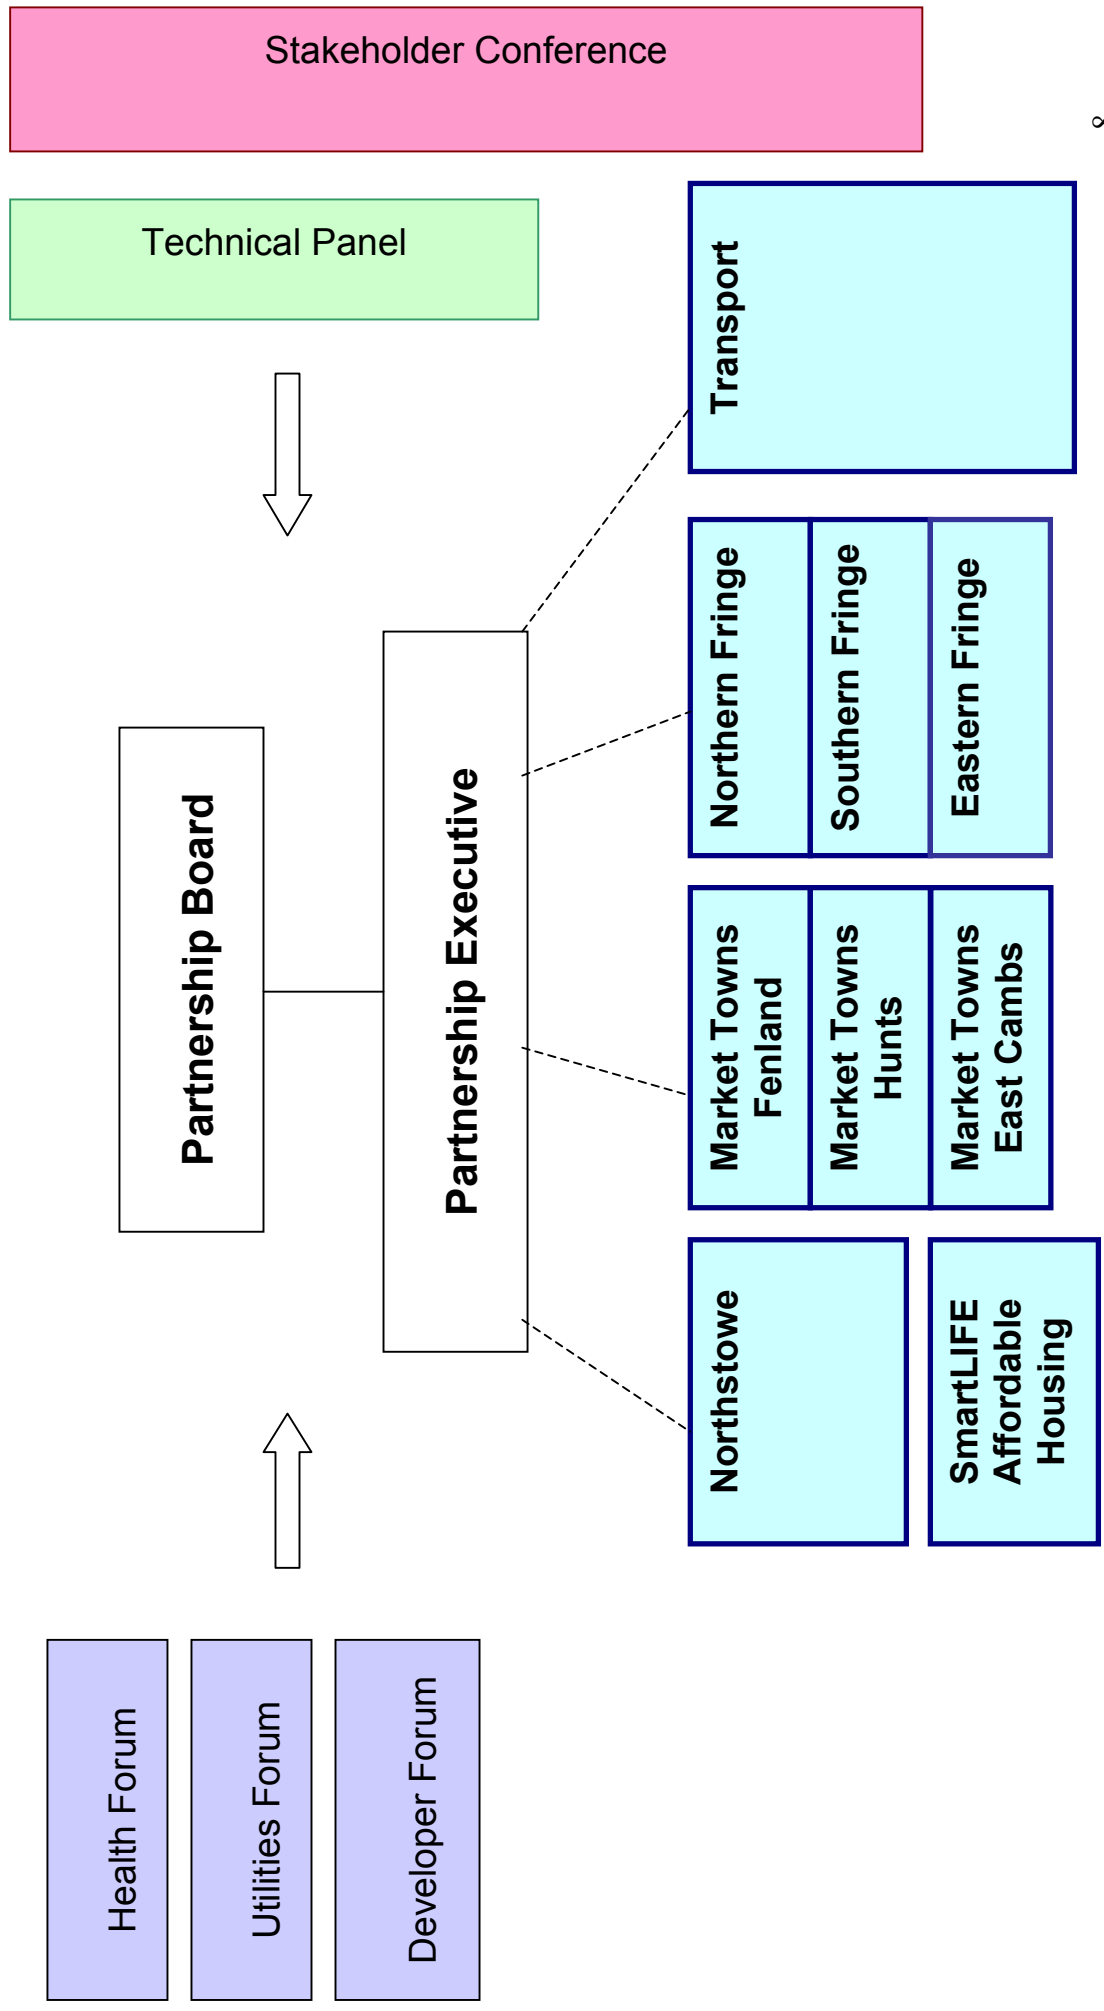 Stakeholder Conference
Technical Panel
Partnership Board
Partnership Executive
Health Forum
Utilities Forum
Developer Forum
Northstowe
SmartLIFE
Affordable
Housing
Market Towns
Fenland
Market Towns
Hunts
Market Towns
East Cambs
Northern Fringe
Southern Fringe
Eastern Fringe
Transport
8